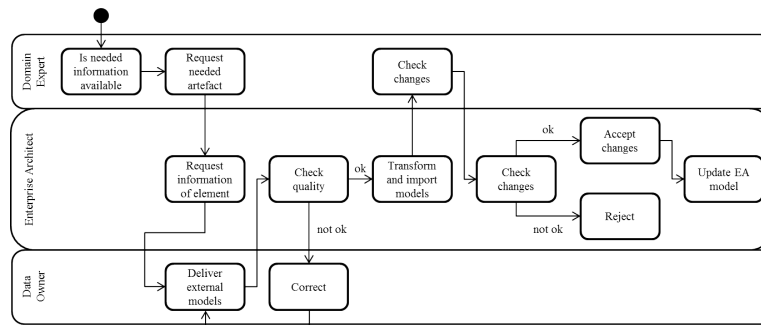 Domain
Expert
Is needed
information
available
Request
needed
artefact
Check
changes
Enterprise Architect
Request
information
of element
Check
quality
ok
Transform
and import
models
Check
changes
ok
Accept
changes
not ok
Reject
Update EA
model
not ok
Data
Owner
Deliver
external
models
Correct